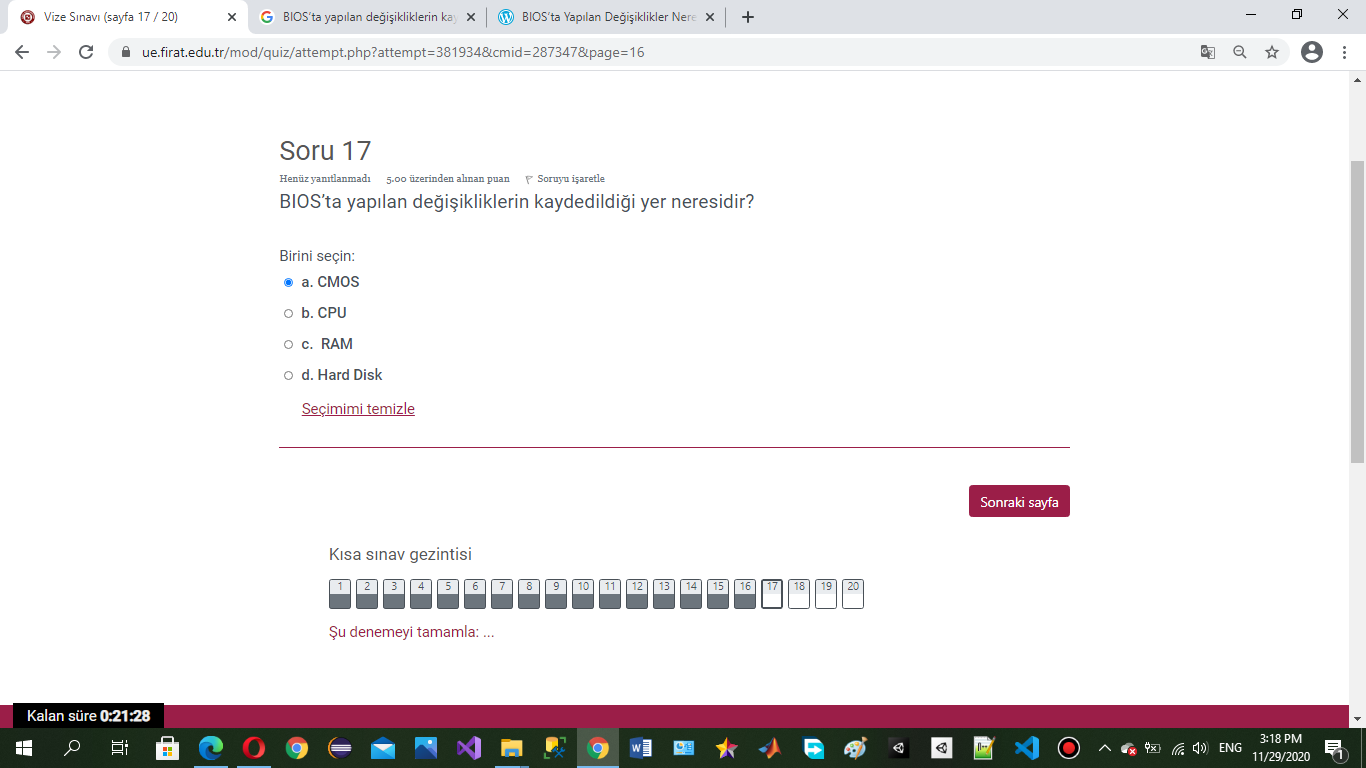 Vize Sınavı (sayfa 17 / 20)
BIOS'ta yapılan değişikliklerin kay
BIOS'ta Yapılan Değişiklikler Nere
ue.firat.edu.tr/mod/quiz/attempt.php?attempt=381934&cmid=287347&page=16
Soru 17
Henüz yanıtlanmadı 5,00 üzerinden alınan puan Soruyu işaretle
BIOS’ta yapılan değişikliklerin kaydedildiği yer neresidir?
Birini seçin:
a. CMOS
b. CPU
c. RAM
d. Hard Disk
Seçimimi temizle
Sonraki sayfa
Kısa sınav gezintisi
1 2 3 4 5 6 7 8 9 10 11 12 13 14 15 16 17 18 19 20
Şu denemeyi tamamla: ...
Kalan süre 0:21:28
ENG
3:18 PM
11/29/2020
1